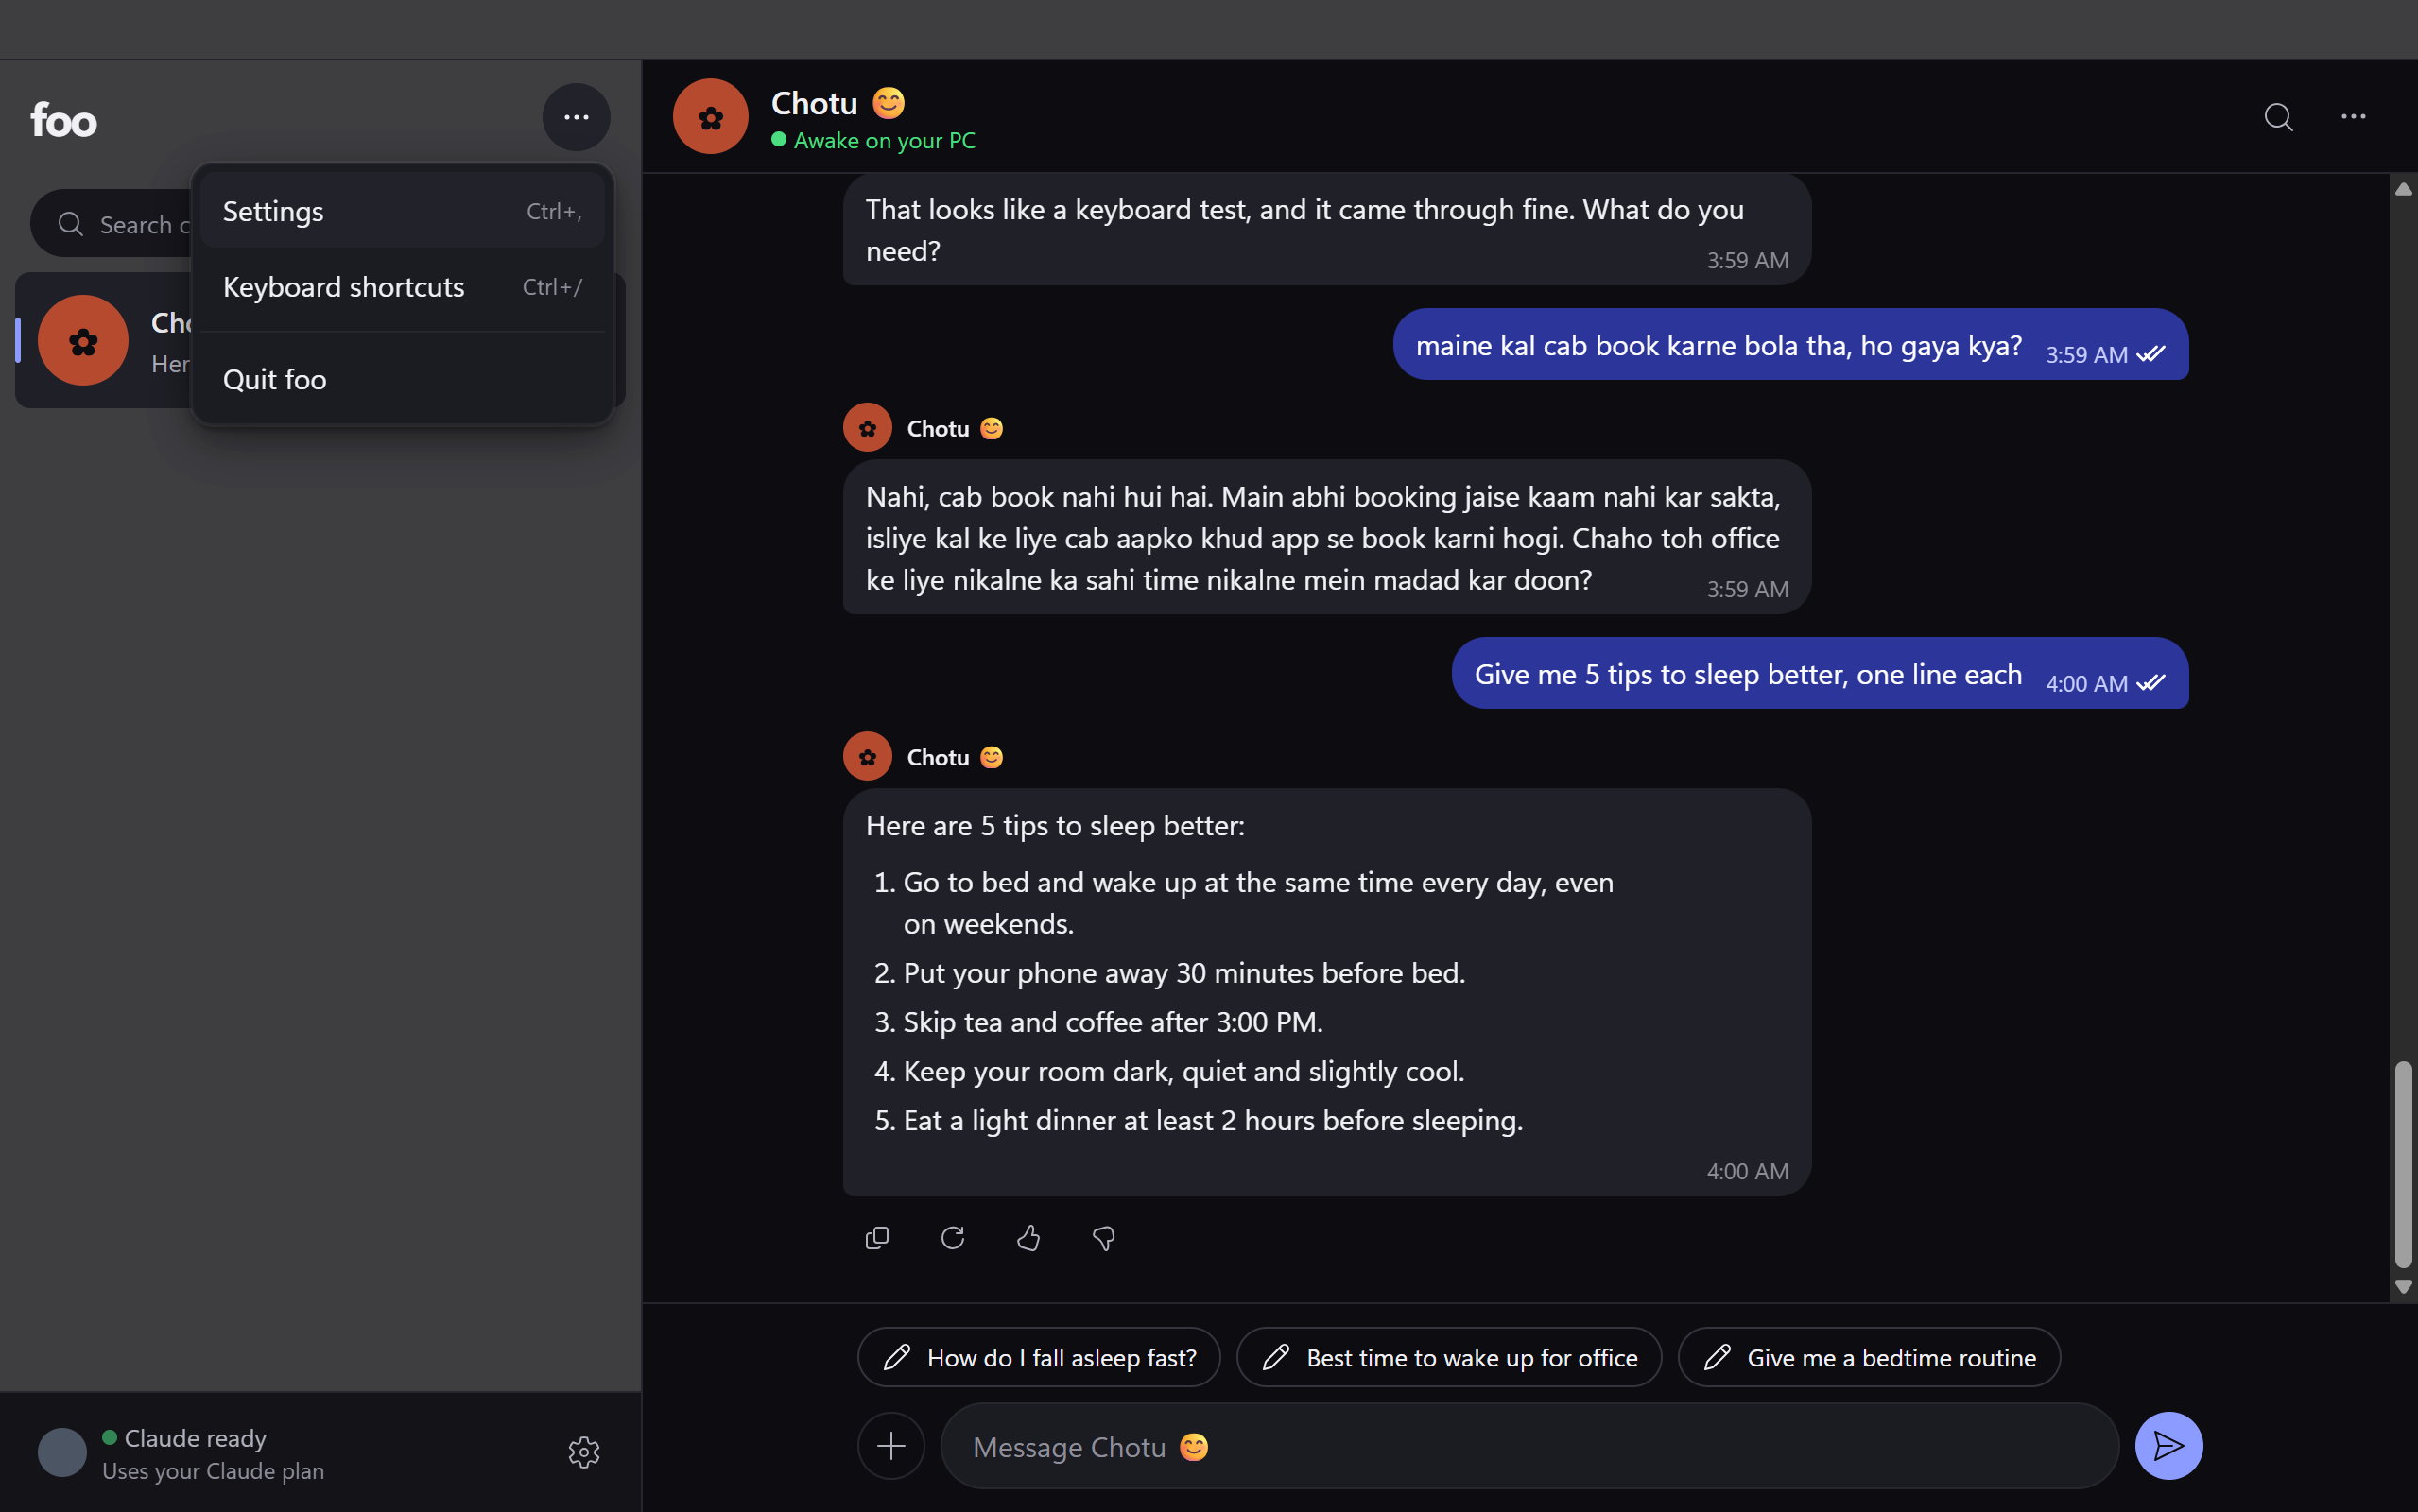 foo
Search c
Settings Ctrl+,
Keyboard shortcuts Ctrl+/
Quit foo
Cho
Her
Claude ready
Uses your Claude plan
Chotu 😊
Awake on your PC
That looks like a keyboard test, and it came through fine. What do you
need?
3:59 AM
maine kal cab book karne bola tha, ho gaya kya? 3:59 AM
Chotu 😊
Nahi, cab book nahi hui hai. Main abhi booking jaise kaam nahi kar sakta,
isliye kal ke liye cab aapko khud app se book karni hogi. Chaho toh office
ke liye nikalne ka sahi time nikalne mein madad kar doon? 3:59 AM
Give me 5 tips to sleep better, one line each 4:00 AM
Chotu 😊
Here are 5 tips to sleep better:
1. Go to bed and wake up at the same time every day, even
on weekends.
2. Put your phone away 30 minutes before bed.
3. Skip tea and coffee after 3:00 PM.
4. Keep your room dark, quiet and slightly cool.
5. Eat a light dinner at least 2 hours before sleeping.
4:00 AM
How do I fall asleep fast?
Best time to wake up for office
Give me a bedtime routine
Message Chotu 😊